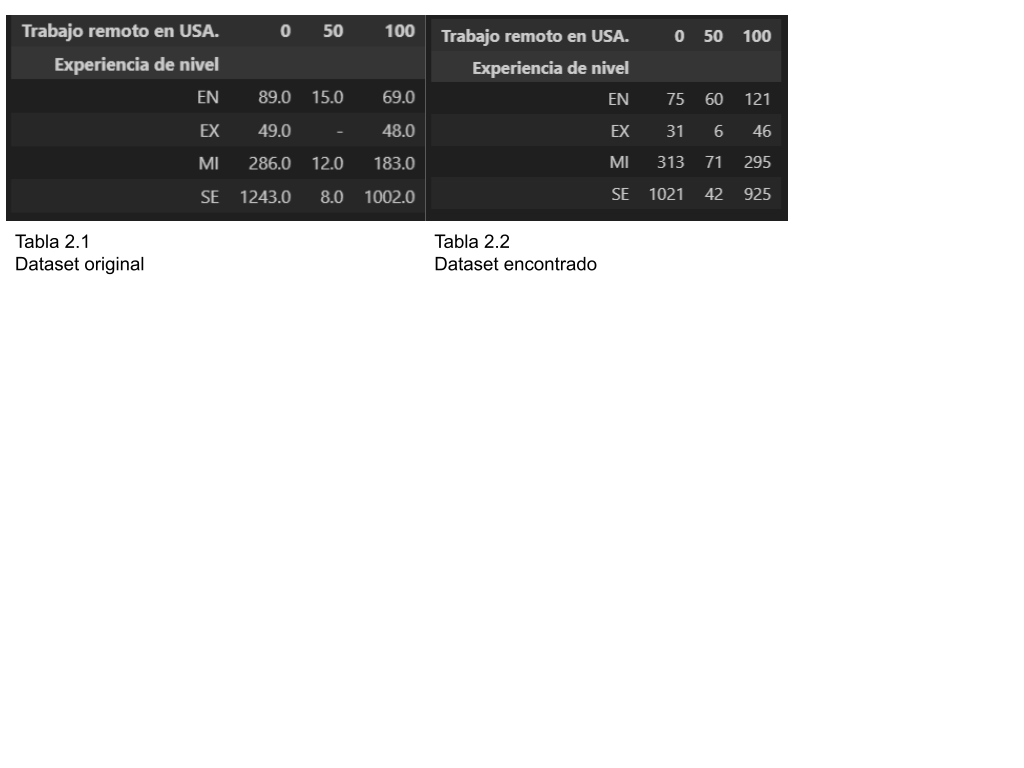 Trabajo remoto en USA. 0 50 100
Experiencia de nivel
EN 89.0 15.0 69.0
EX 49.0 - 48.0
MI 286.0 12.0 183.0
SE 1243.0 8.0 1002.0
Tabla 2.1
Dataset original
Trabajo remoto en USA. 0 50 100
Experiencia de nivel
EN 75 60 121
EX 31 6 46
MI 313 71 295
SE 1021 42 925
Tabla 2.2
Dataset encontrado